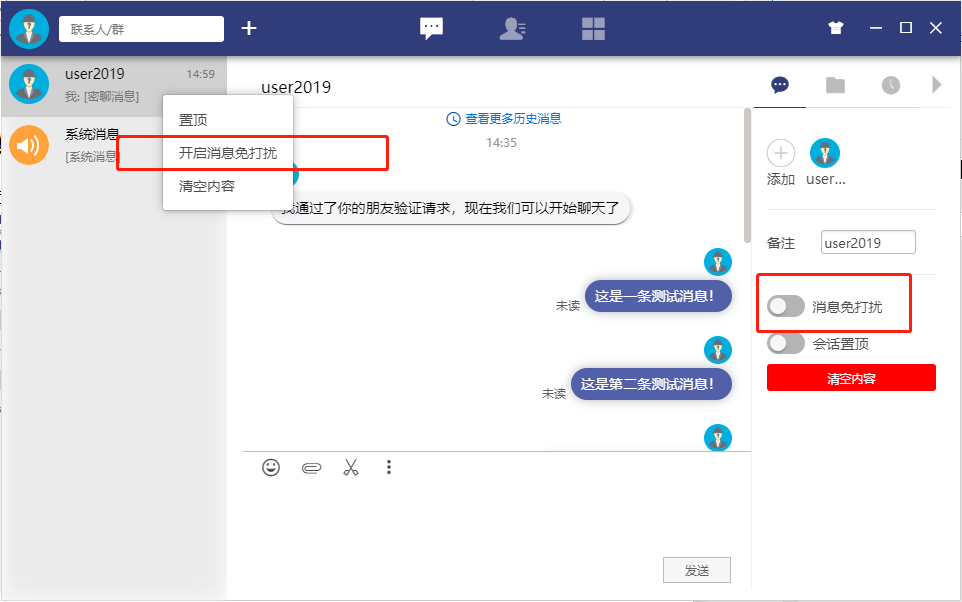 联系人/群
user2019
14:59
我: [密聊消息]
系统消息
[系统消息]
置顶
开启消息免打扰
清空内容
user2019
查看更多历史消息
14:35
我通过了你的朋友验证请求，现在我们可以开始聊天了
未读
这是一条测试消息！
未读
这是第二条测试消息！
发送
添加
user...
备注
user2019
消息免打扰
会话置顶
清空内容